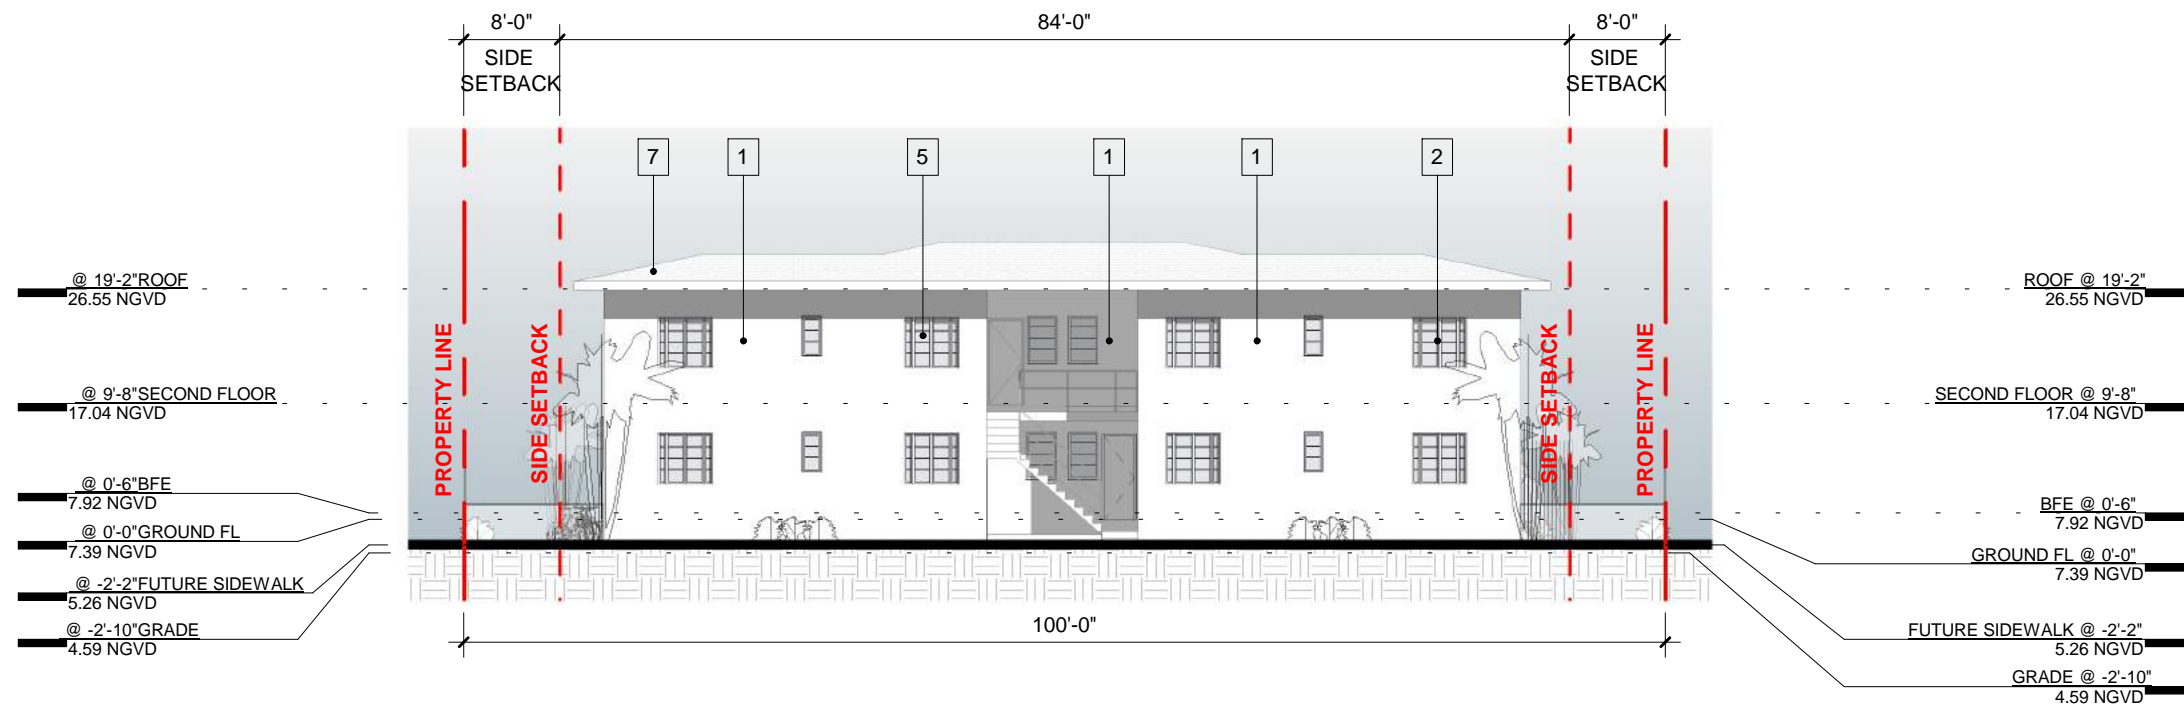 8'-0"
84'-0"
8'-0"
SIDE
SETBACK
SIDE
SETBACK
7
1
5
1
1
2
@ 19'-2"ROOF
26.55 NGVD
ROOF @ 19'-2"
26.55 NGVD
PROPERTY LINE
SIDE SETBACK
SIDE SETBACK
PROPERTY LINE
@ 9'-8"SECOND FLOOR
17.04 NGVD
SECOND FLOOR @ 9'-8"
17.04 NGVD
@ 0'-6"BFE
7.92 NGVD
BFE @ 0'-6"
7.92 NGVD
@ 0'-0"GROUND FL
7.39 NGVD
GROUND FL @ 0'-0"
7.39 NGVD
@ -2'-2"FUTURE SIDEWALK
5.26 NGVD
FUTURE SIDEWALK @ -2'-2"
5.26 NGVD
@ -2'-10"GRADE
4.59 NGVD
GRADE @ -2'-10"
4.59 NGVD
100'-0"